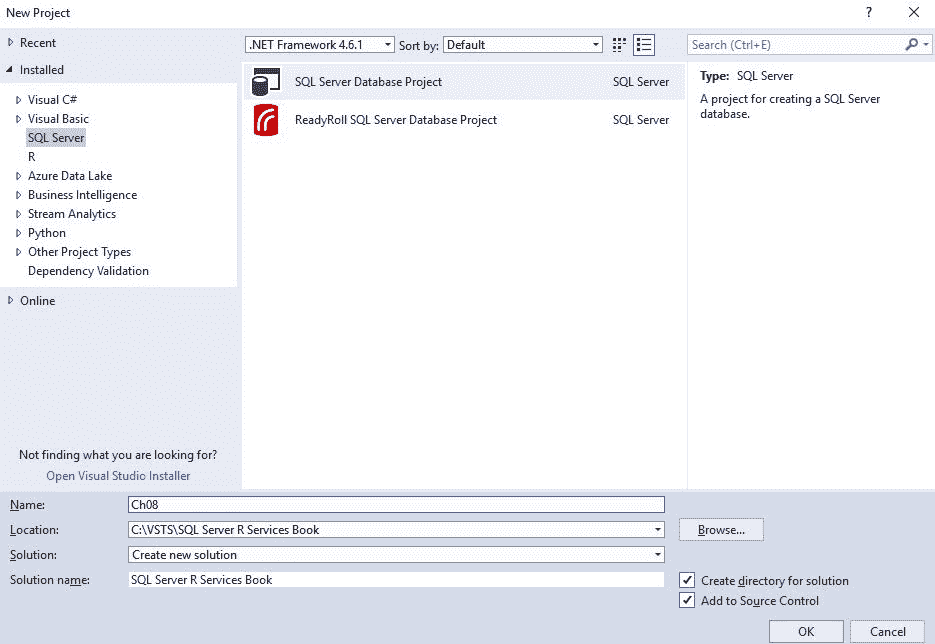 New Project
?
Recent
.NET Framework 4.6.1
Sort by:
Default
Search (Ctrl+E)
Installed
Visual C#
Visual Basic
SQL Server
R
Azure Data Lake
Business Intelligence
Stream Analytics
Python
Other Project Types
Dependency Validation
Online
SQL Server Database Project
SQL Server
ReadyRoll SQL Server Database Project
SQL Server
Type: SQL Server
A project for creating a SQL Server
database.
Not finding what you are looking for?
Open Visual Studio Installer
Name:
Ch08
Location:
C:\VSTS\SQL Server R Services Book
Browse...
Solution:
Create new solution
Solution name:
SQL Server R Services Book
Create directory for solution
Add to Source Control
OK
Cancel